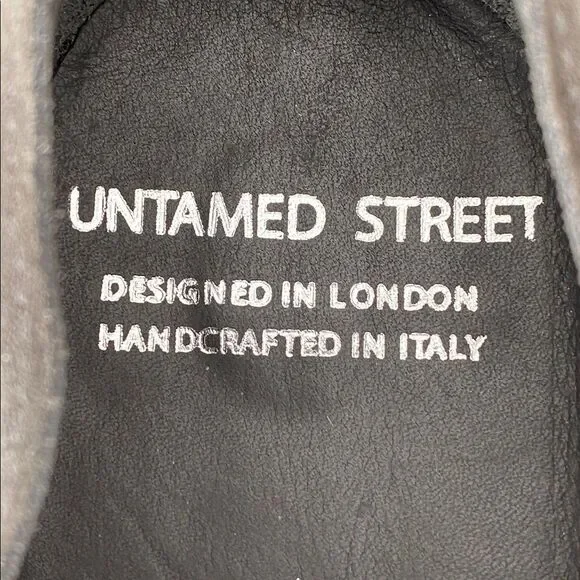 UNTAMED STREET
DESIGNED IN LONDON
HANDCRAFTED IN ITALY